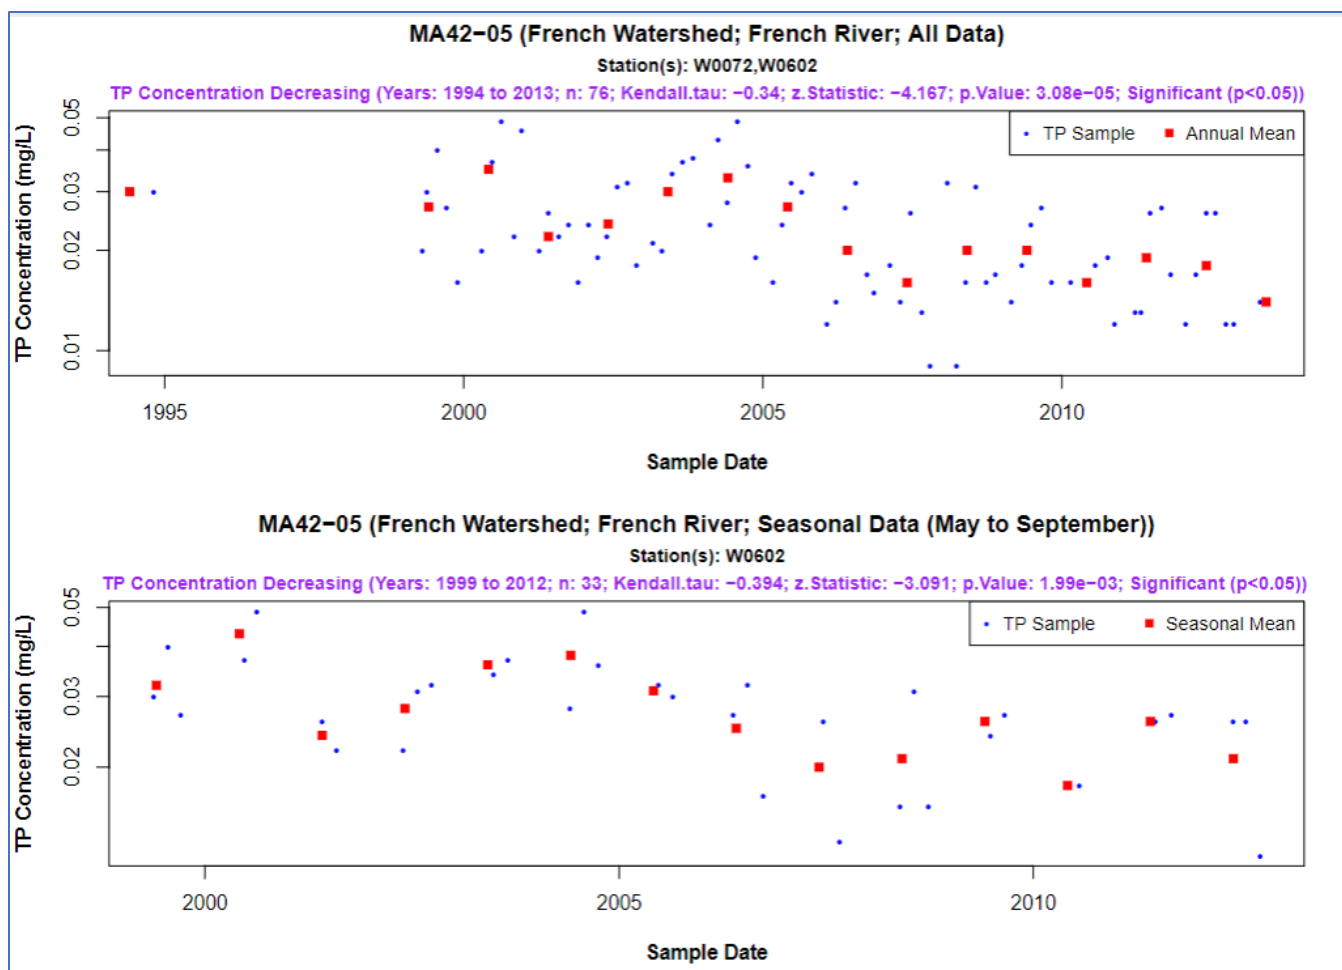 MA42−05 (French Watershed; French River; All Data)
Station(s): W0072,W0602
TP Concentration Decreasing (Years: 1994 to 2013; n: 76; Kendall.tau: −0.34; z.Statistic: −4.167; p.Value: 3.08e−05; Significant (p<0.05))
TP Concentration (mg/L)
0.05
0.03
0.02
0.01
TP Sample
Annual Mean
1995
2000
2005
2010
Sample Date
MA42−05 (French Watershed; French River; Seasonal Data (May to September))
Station(s): W0602
TP Concentration Decreasing (Years: 1999 to 2012; n: 33; Kendall.tau: −0.394; z.Statistic: −3.091; p.Value: 1.99e−03; Significant (p<0.05))
TP Concentration (mg/L)
0.05
0.03
0.02
TP Sample
Seasonal Mean
2000
2005
2010
Sample Date